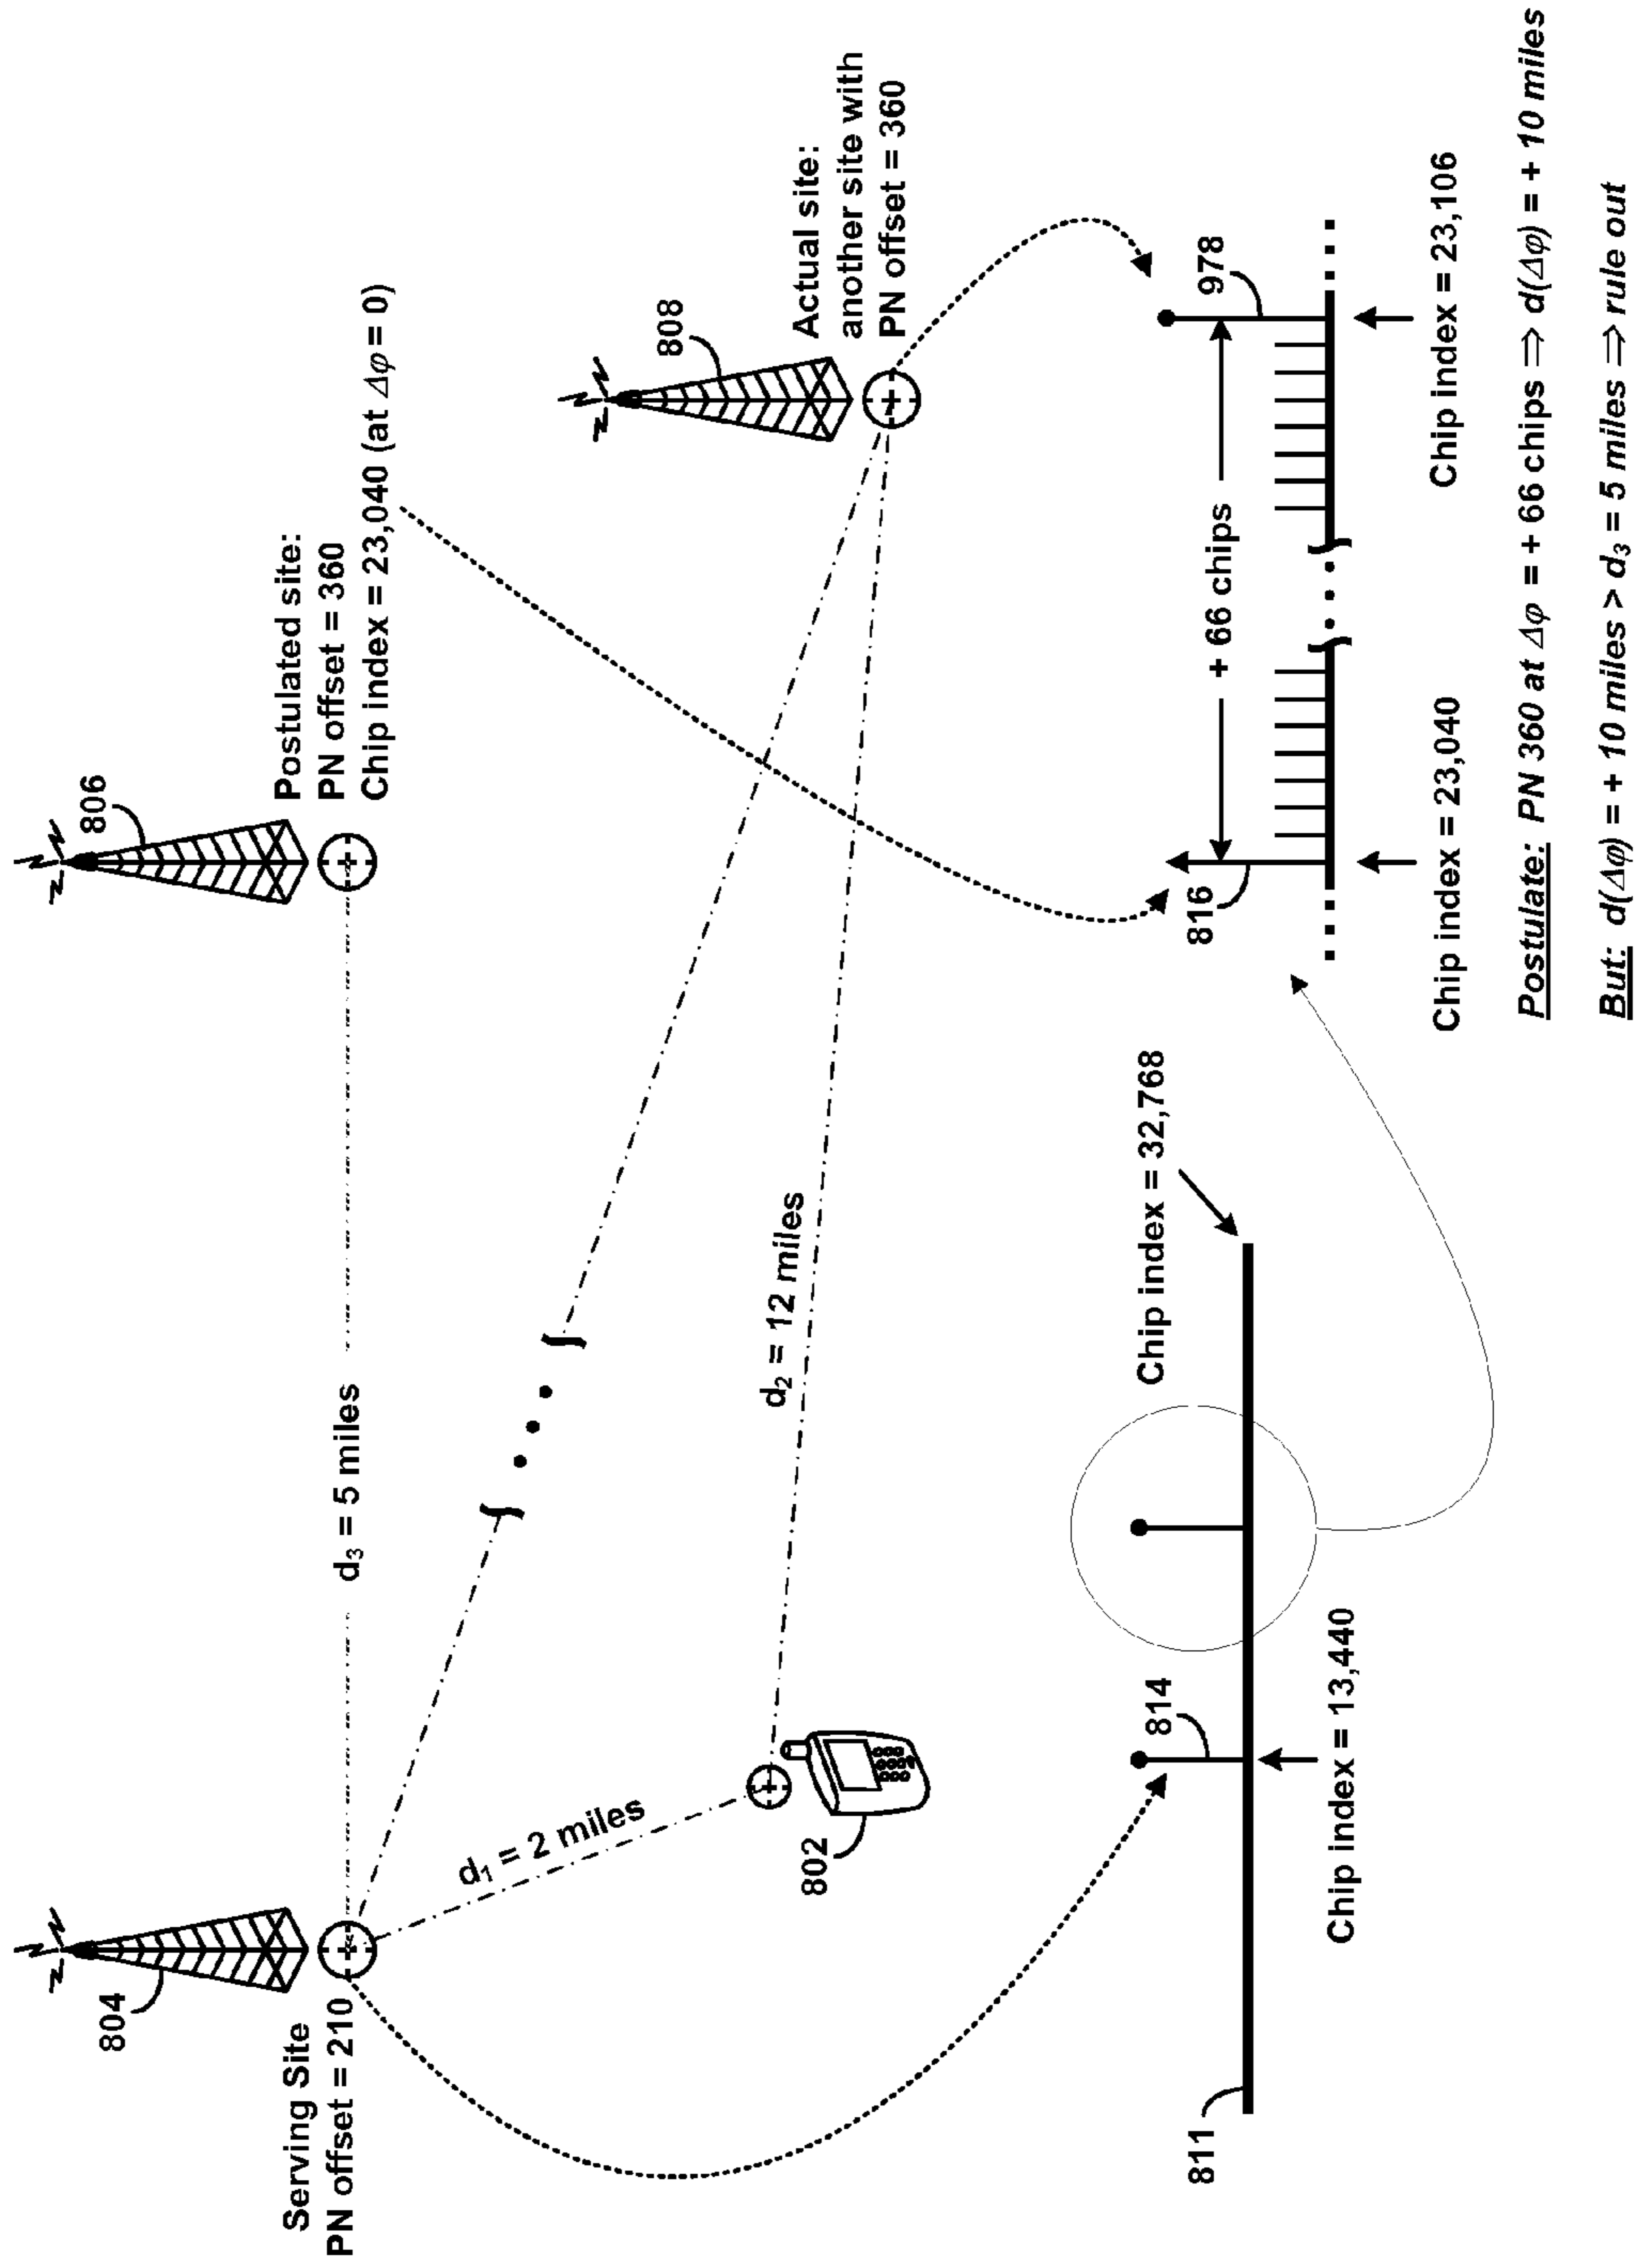 804
Serving Site
PN offset = 210
806
Postulated site:
PN offset = 360
Chip index = 23,040 (at Δφ = 0)
d₃ = 5 miles
808
Actual site:
another site with
PN offset = 360
d₁ = 2 miles
d₂ = 12 miles
802
811
814
Chip index = 13,440
Chip index = 32,768
816
+ 66 chips
978
Chip index = 23,040
Chip index = 23,106
Postulate: PN 360 at Δφ = + 66 chips ⇒ d(Δφ) = + 10 miles
But: d(Δφ) = + 10 miles > d₃ = 5 miles ⇒ rule out